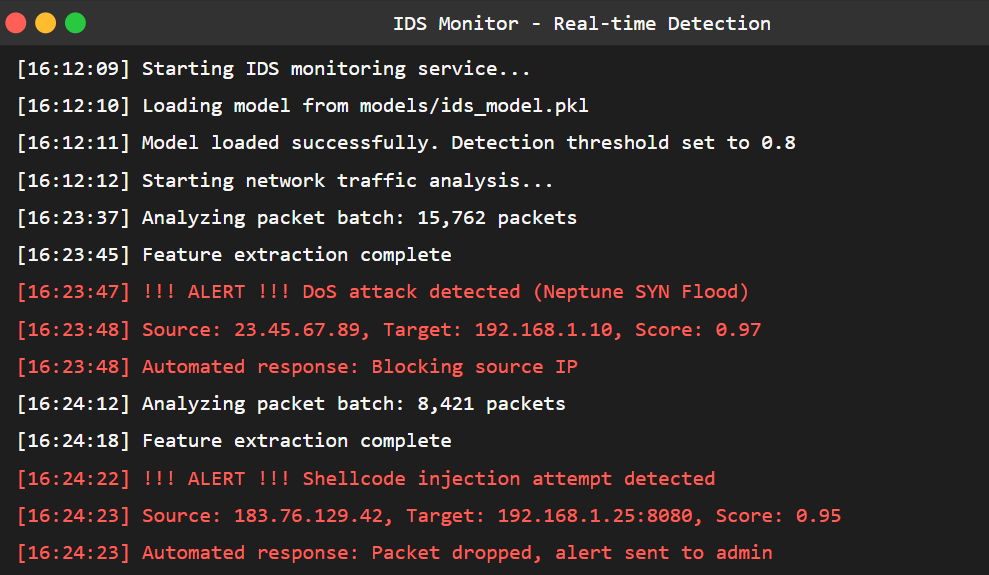 IDS Monitor - Real-time Detection
[16:12:09] Starting IDS monitoring service...
[16:12:10] Loading model from models/ids_model.pkl
[16:12:11] Model loaded successfully. Detection threshold set to 0.8
[16:12:12] Starting network traffic analysis...
[16:23:37] Analyzing packet batch: 15,762 packets
[16:23:45] Feature extraction complete
[16:23:47] !!! ALERT !!! DoS attack detected (Neptune SYN Flood)
[16:23:48] Source: 23.45.67.89, Target: 192.168.1.10, Score: 0.97
[16:23:48] Automated response: Blocking source IP
[16:24:12] Analyzing packet batch: 8,421 packets
[16:24:18] Feature extraction complete
[16:24:22] !!! ALERT !!! Shellcode injection attempt detected
[16:24:23] Source: 183.76.129.42, Target: 192.168.1.25:8080, Score: 0.95
[16:24:23] Automated response: Packet dropped, alert sent to admin